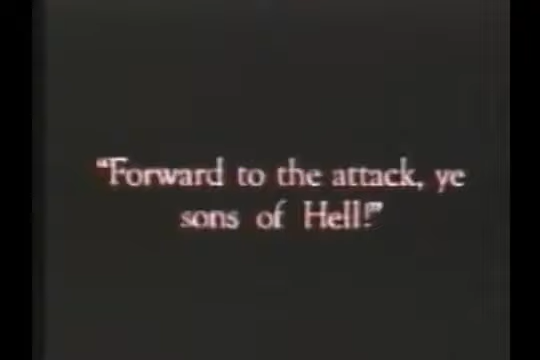 "Forward to the attack, ye
sons of Hell!"